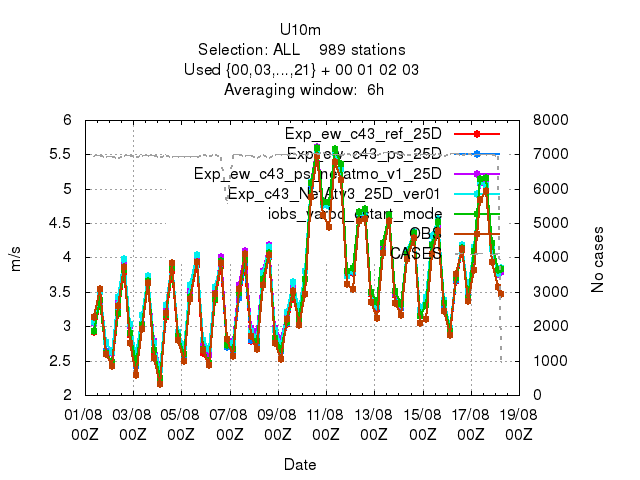 U10m
Selection: ALL 989 stations
Used {00,03,...,21} + 00 01 02 03
Averaging window: 6h
Exp_ew_c43_ref_25D
Exp_ew_c43_ps_25D
Exp_ew_c43_ps_netatmo_v1_25D
Exp_c43_NetAtv3_25D_ver01
OBS
CASES
6
5.5
5
4.5
4
3.5
3
2.5
2
8000
7000
6000
5000
4000
3000
2000
1000
0
m/s
No cases
01/08 03/08 05/08 07/08 09/08 11/08 13/08 15/08 17/08 19/08
00Z 00Z 00Z 00Z 00Z 00Z 00Z 00Z 00Z 00Z
Date